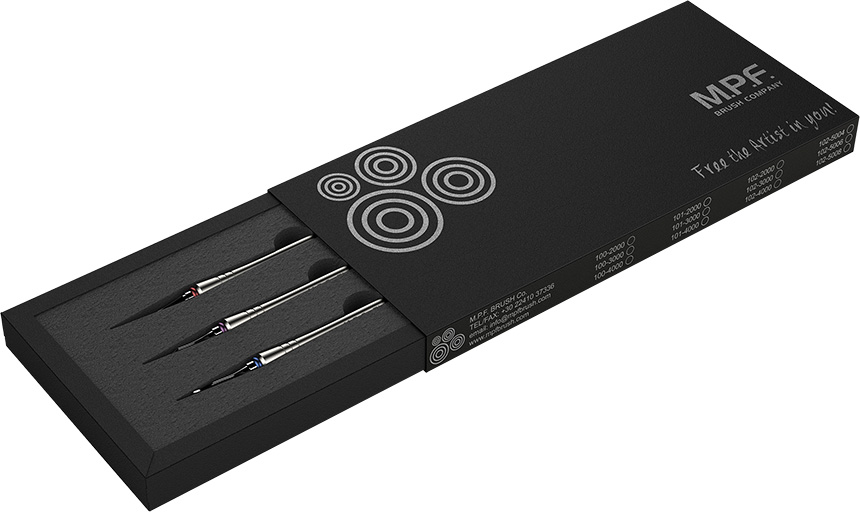 M.P.F.
BRUSH COMPANY
Free the Artist in you!
M.P.F. BRUSH Co.
TEL/FAX: +30 22410 37336
email: info@mpfbrush.com
www.mpfbrush.com
100-2000
100-3000
100-4000
101-2000
101-3000
101-4000
102-2000
102-3000
102-4000
102-5004
102-5006
102-5008